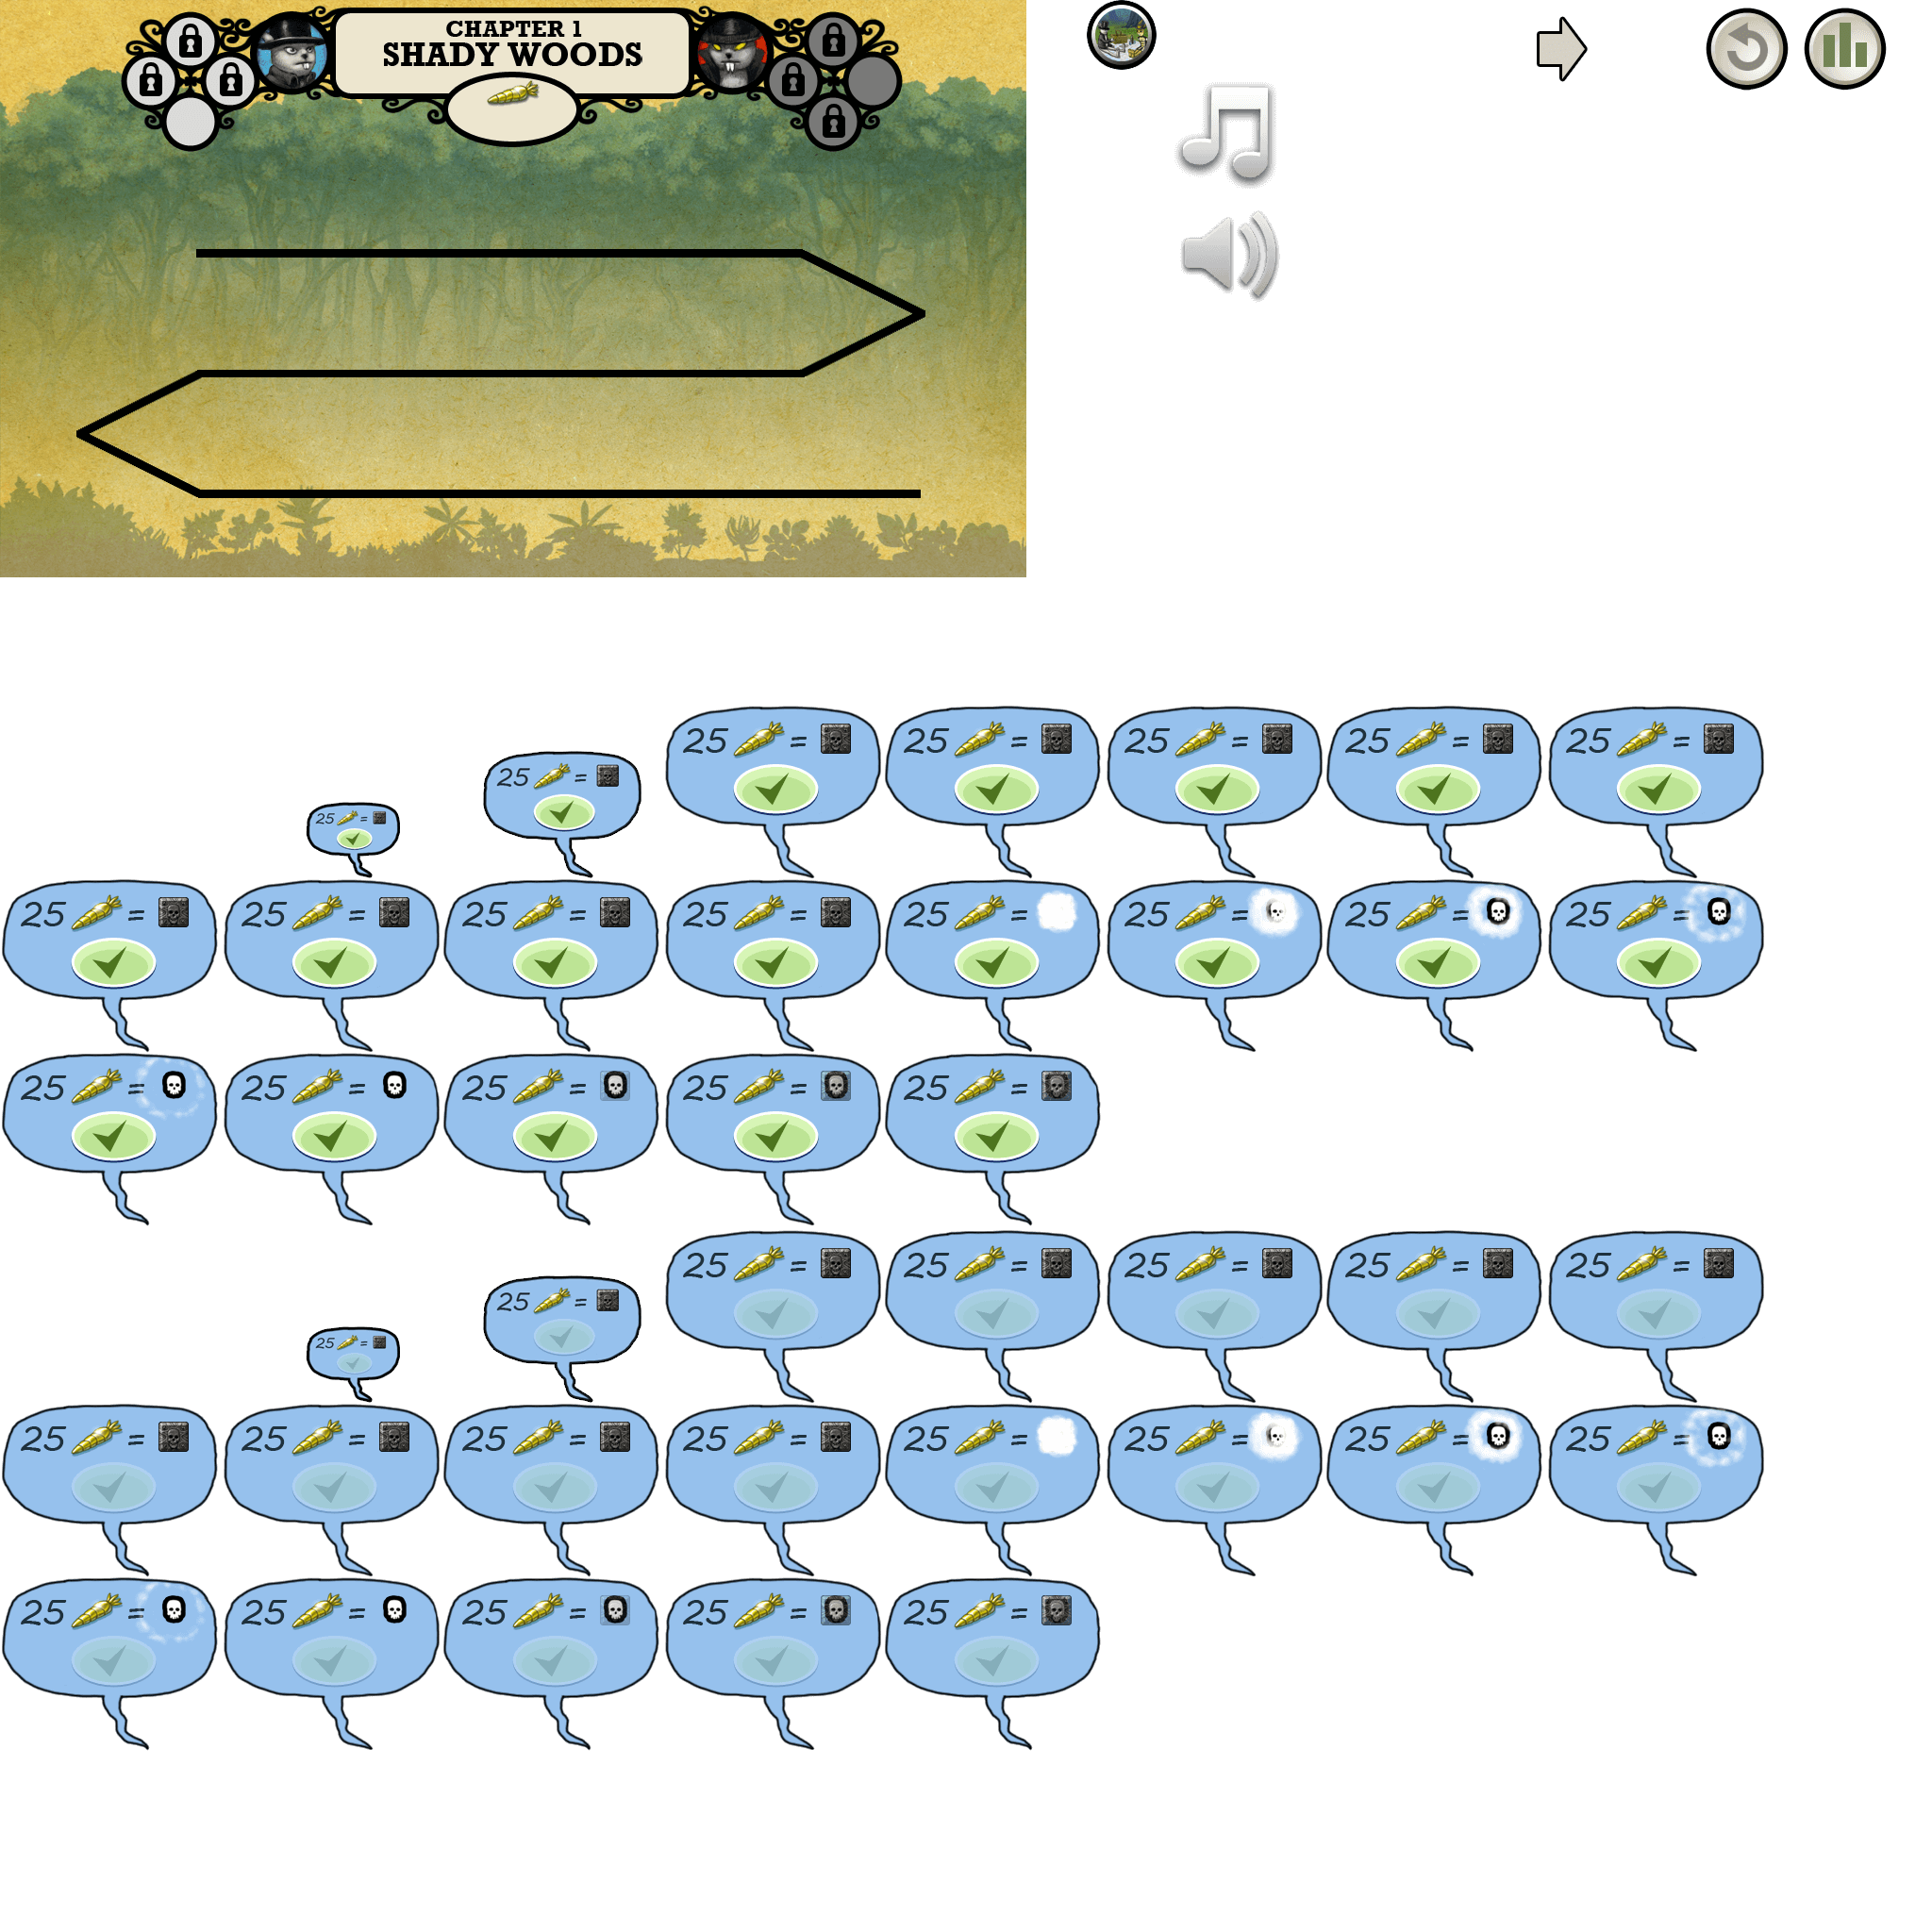 CHAPTER 1
SHADY WOODS
25 = 25 = 25 = 25 = 25 =
25 =
25 =
25 = 25 = 25 = 25 = 25 = 25 = 25 = 25 =
25 = 25 = 25 = 25 = 25 =
25 = 25 = 25 = 25 = 25 =
25 =
25 =
25 = 25 = 25 = 25 = 25 = 25 = 25 = 25 =
25 = 25 = 25 = 25 = 25 =